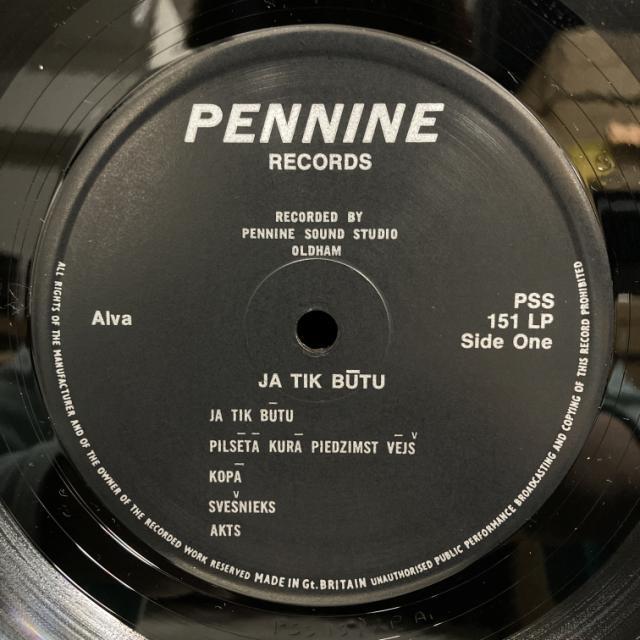 PENNINE
RECORDS
RECORDED BY
PENNINE SOUND STUDIO
OLDHAM
Alva
PSS
151 LP
Side One
JA TIK BŪTU
JA TIK BŪTU
PILSĒTĀ KURĀ PIEDZIMST VĒJŠ
KOPĀ
SVEŠNIEKS
AKTS
ALL RIGHTS OF THE MANUFACTURER AND OF THE OWNER OF THE RECORDED WORK RESERVED MADE IN Gt. BRITAIN UNAUTHORISED PUBLIC PERFORMANCE BROADCASTING AND COPYING OF THIS RECORD PROHIBITED